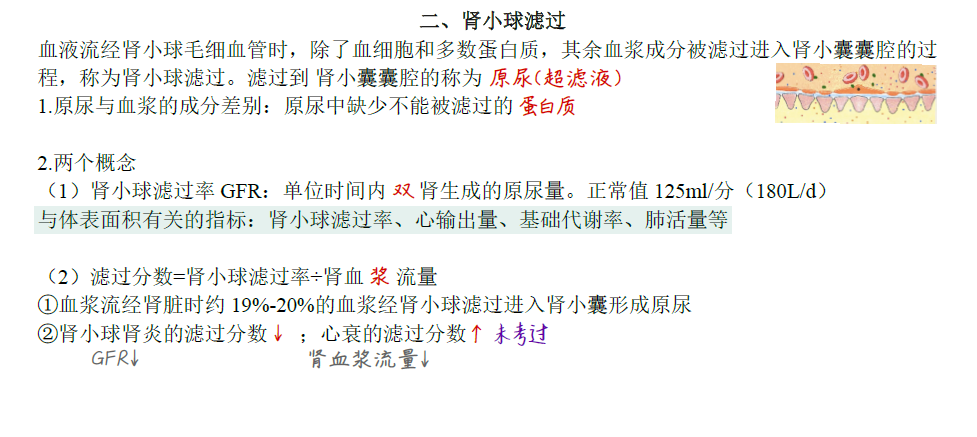 二、肾小球滤过
血液流经肾小球毛细血管时，除了血细胞和多数蛋白质，其余血浆成分被滤过进入肾小囊囊腔的过
程，称为肾小球滤过。滤过到 肾小囊囊腔的称为 原尿(超滤液)
1.原尿与血浆的成分差别：原尿中缺少不能被滤过的 蛋白质
2.两个概念
（1）肾小球滤过率 GFR：单位时间内 双 肾生成的原尿量。正常值 125ml/分（180L/d）
与体表面积有关的指标：肾小球滤过率、心输出量、基础代谢率、肺活量等
（2）滤过分数=肾小球滤过率÷肾血 浆 流量
①血浆流经肾脏时约 19%-20%的血浆经肾小球滤过进入肾小囊形成原尿
②肾小球肾炎的滤过分数↓ ；心衰的滤过分数↑ 未考过
GFR↓ 肾血浆流量↓